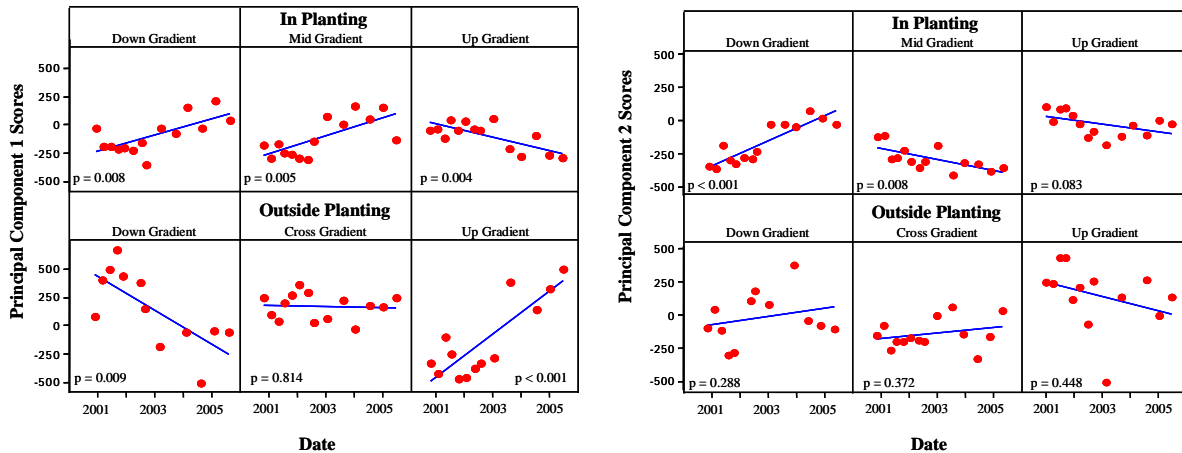 In Planting
Down Gradient Mid Gradient Up Gradient
Principal Component 1 Scores
500
250
0
-250
-500
p = 0.008 p = 0.005 p = 0.004
Outside Planting
Down Gradient Cross Gradient Up Gradient
500
250
0
-250
-500
p = 0.009 p = 0.814 p < 0.001
2001 2003 2005 2001 2003 2005 2001 2003 2005
Date
In Planting
Down Gradient Mid Gradient Up Gradient
Principal Component 2 Scores
500
250
0
-250
-500
p < 0.001 p = 0.008 p = 0.083
Outside Planting
Down Gradient Cross Gradient Up Gradient
500
250
0
-250
-500
p = 0.288 p = 0.372 p = 0.448
2001 2003 2005 2001 2003 2005 2001 2003 2005
Date